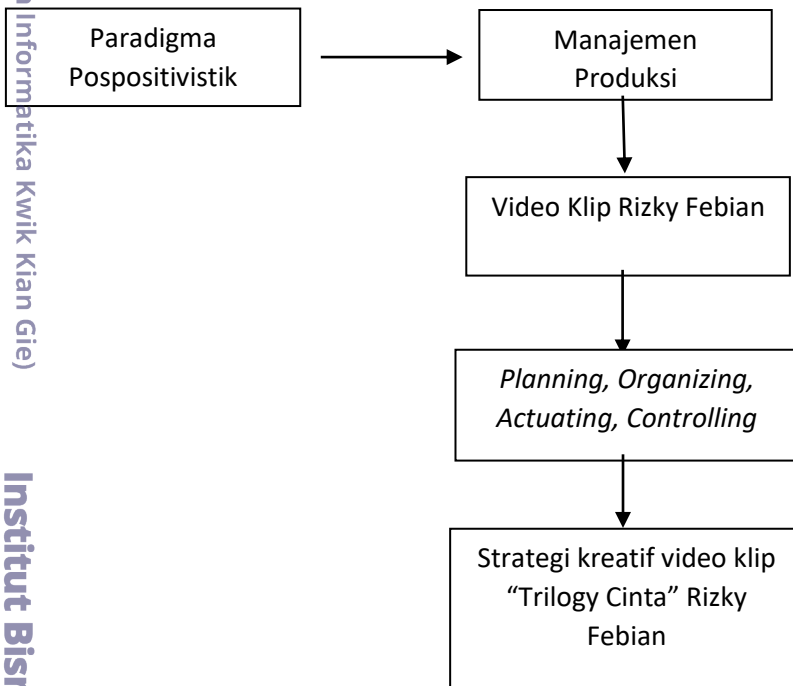 Paradigma
Pospositivistik
Manajemen
Produksi
Video Klip Rizky Febian
Planning, Organizing,
Actuating, Controlling
Strategi kreatif video klip
“Trilogy Cinta” Rizky
Febian
Informatika Kwik Kian Gie)
Institut